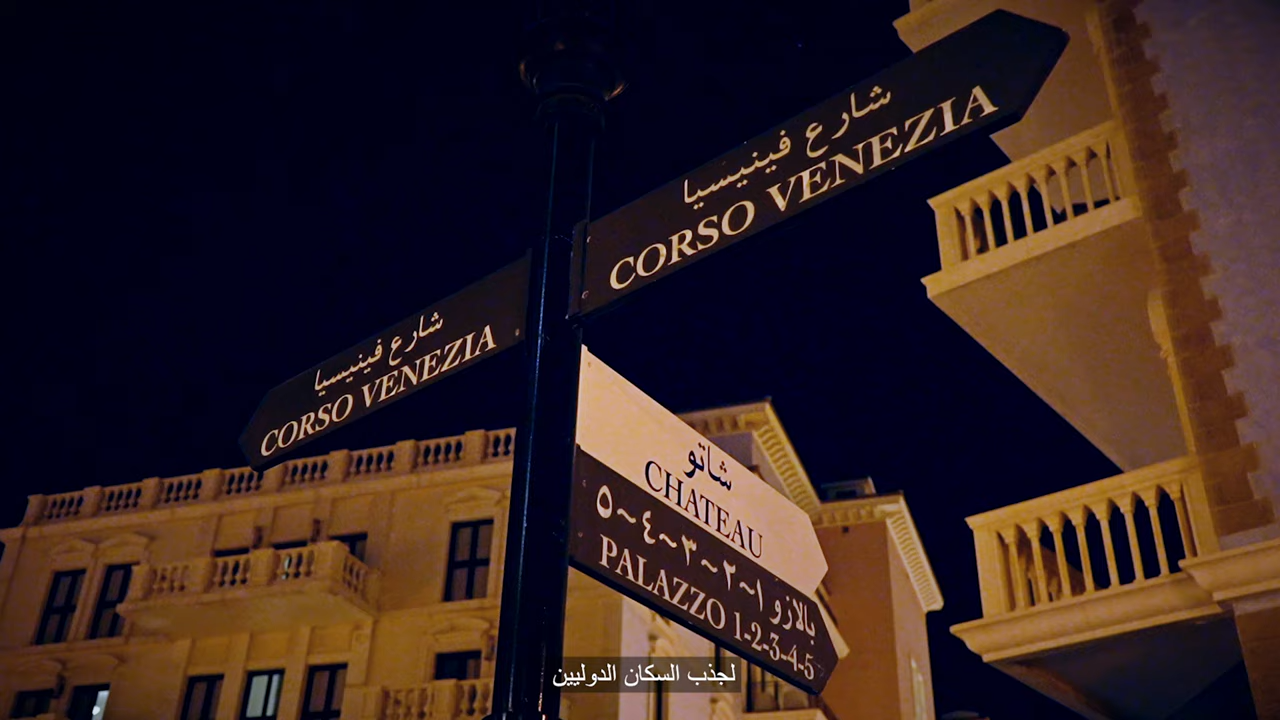 شارع فينيسيا
CORSO VENEZIA
شارع فينيسيا
CORSO VENEZIA
شاتو
CHATEAU
بالازو ١~٢~٣~٤~٥
PALAZZO 1-2-3-4-5
لجذب السكان الدوليين